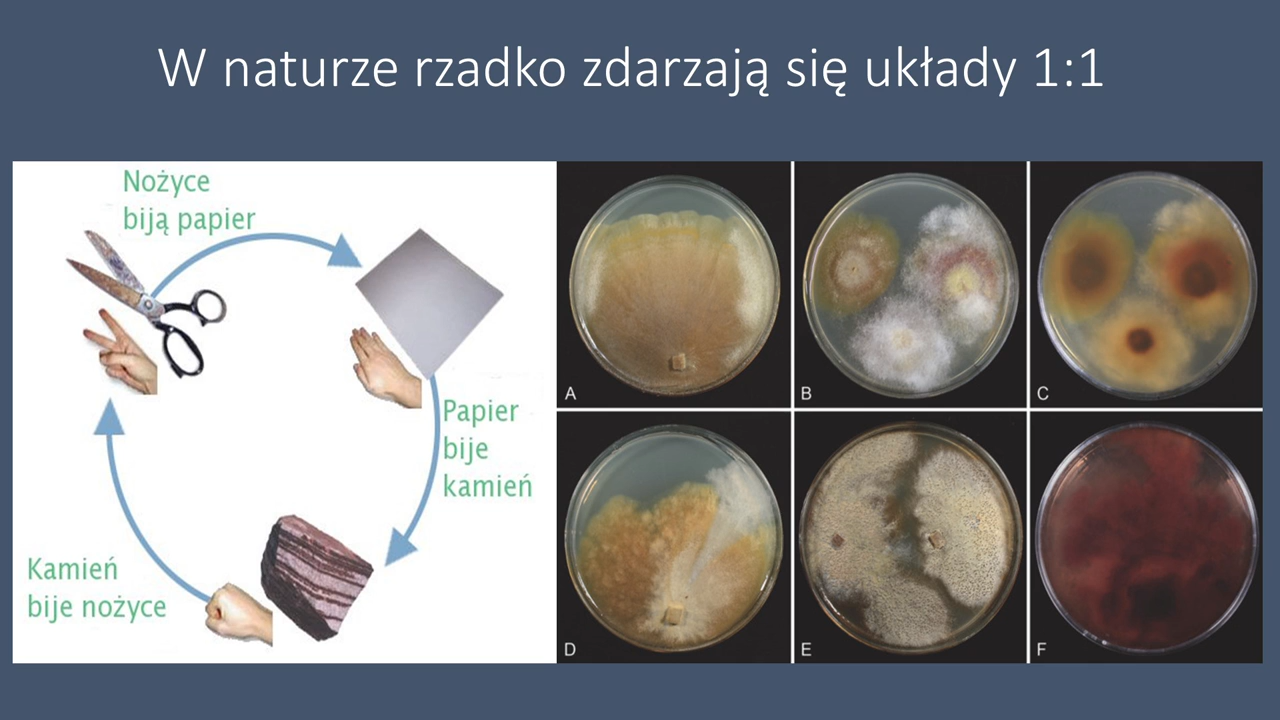 W naturze rzadko zdarzają się układy 1:1
Nożyce
biją papier
Papier
bije
kamień
Kamień
bije nożyce
A
B
C
D
E
F